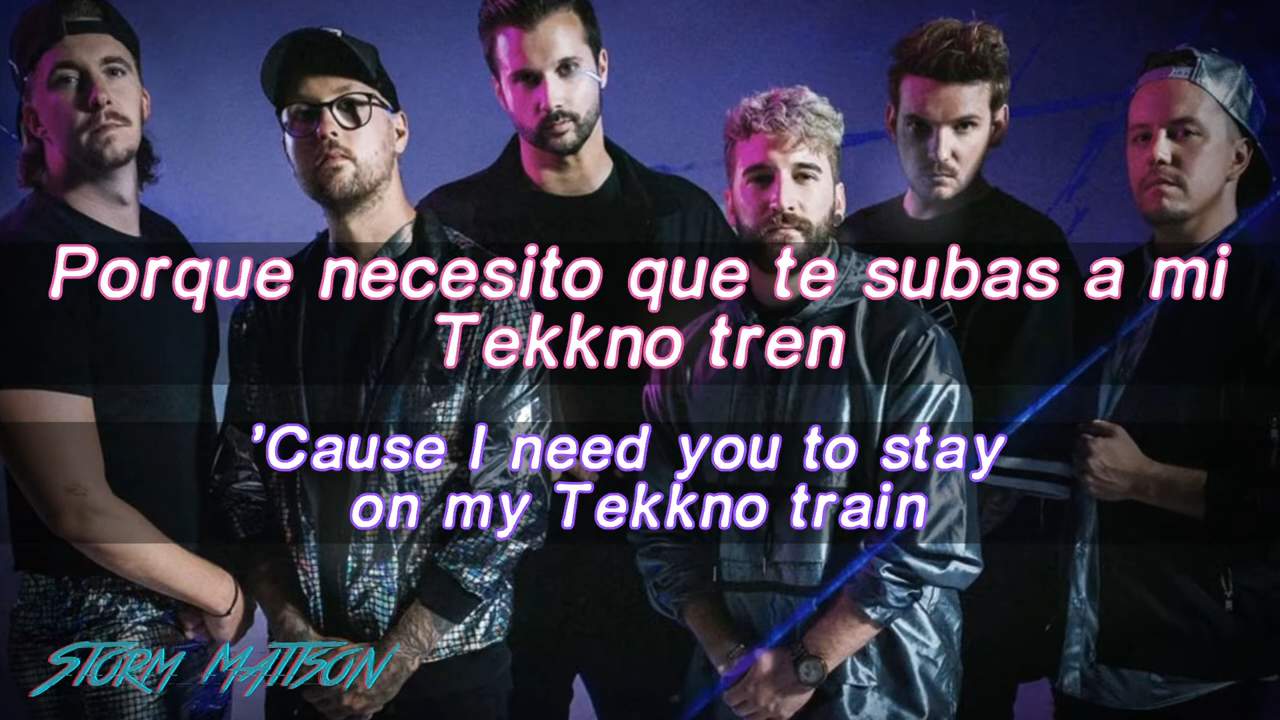 Porque necesito que te subas a mi
Tekkno tren
'Cause I need you to stay
on my Tekkno train
STORM MATTSON